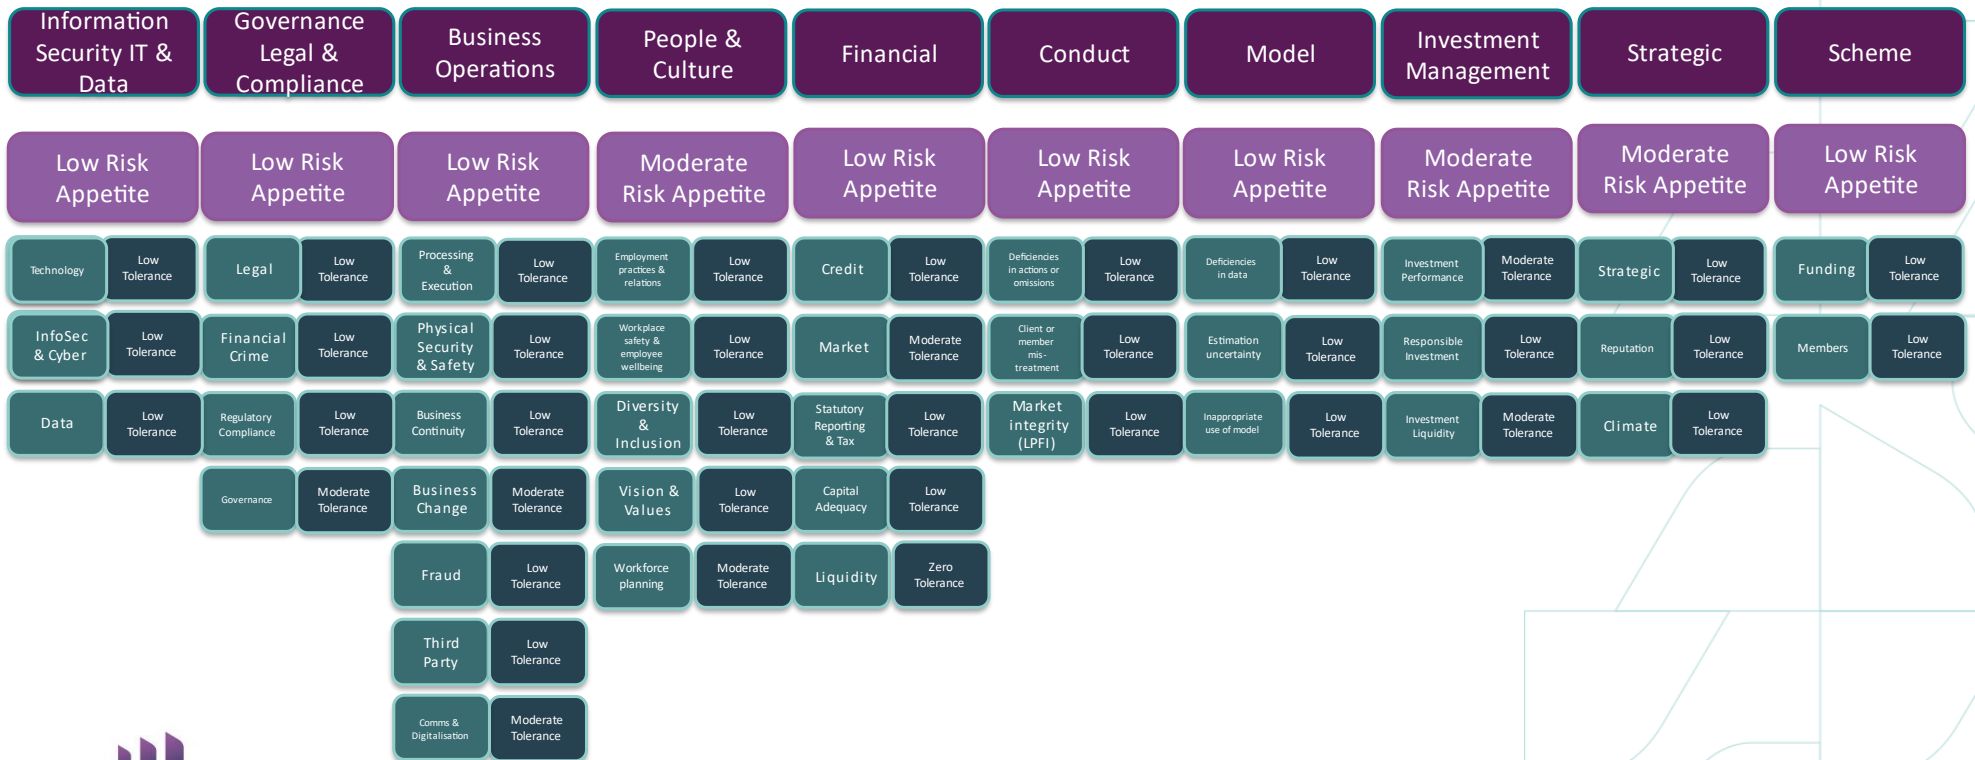 Information
Security IT &
Data
Governance
Legal &
Compliance
Business
Operations
People &
Culture
Financial
Conduct
Model
Investment
Management
Strategic
Scheme
Low Risk
Appetite
Low Risk
Appetite
Low Risk
Appetite
Moderate
Risk Appetite
Low Risk
Appetite
Low Risk
Appetite
Low Risk
Appetite
Moderate
Risk Appetite
Moderate
Risk Appetite
Low Risk
Appetite
Technology
Low
Tolerance
Legal
Low
Tolerance
Processing
&
Execution
Low
Tolerance
Employment
practices &
relations
Low
Tolerance
Credit
Low
Tolerance
Deficiencies
in actions or
omissions
Low
Tolerance
Deficiencies
in data
Low
Tolerance
Investment
Performance
Moderate
Tolerance
Strategic
Low
Tolerance
Funding
Low
Tolerance
InfoSec
& Cyber
Low
Tolerance
Financial
Crime
Low
Tolerance
Physical
Security
& Safety
Low
Tolerance
Workplace
safety &
employee
wellbeing
Low
Tolerance
Market
Moderate
Tolerance
Client or
member
mis-
treatment
Low
Tolerance
Estimation
uncertainty
Low
Tolerance
Responsible
Investment
Low
Tolerance
Reputation
Low
Tolerance
Members
Low
Tolerance
Data
Low
Tolerance
Regulatory
Compliance
Low
Tolerance
Business
Continuity
Low
Tolerance
Diversity
&
Inclusion
Low
Tolerance
Statutory
Reporting
& Tax
Low
Tolerance
Market
integrity
(LPFI)
Low
Tolerance
Inappropriate
use of model
Low
Tolerance
Investment
Liquidity
Moderate
Tolerance
Climate
Low
Tolerance
Governance
Moderate
Tolerance
Business
Change
Moderate
Tolerance
Vision &
Values
Low
Tolerance
Capital
Adequacy
Low
Tolerance
Fraud
Low
Tolerance
Workforce
planning
Moderate
Tolerance
Liquidity
Zero
Tolerance
Third
Party
Low
Tolerance
Comms &
Digitalisation
Moderate
Tolerance